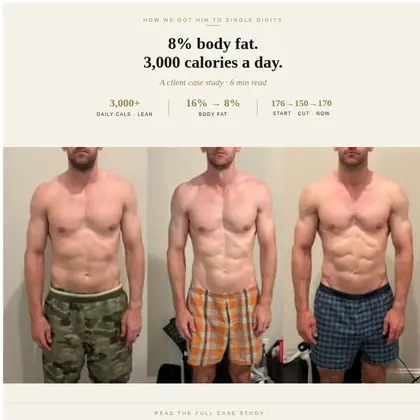 HOW WE GOT HIM TO SINGLE DIGITS
8% body fat.
3,000 calories a day.
A client case study · 6 min read
3,000+
DAILY CALS · LEAN
16% → 8%
BODY FAT
176→150→170
START · CUT · NOW
READ THE FULL CASE STUDY